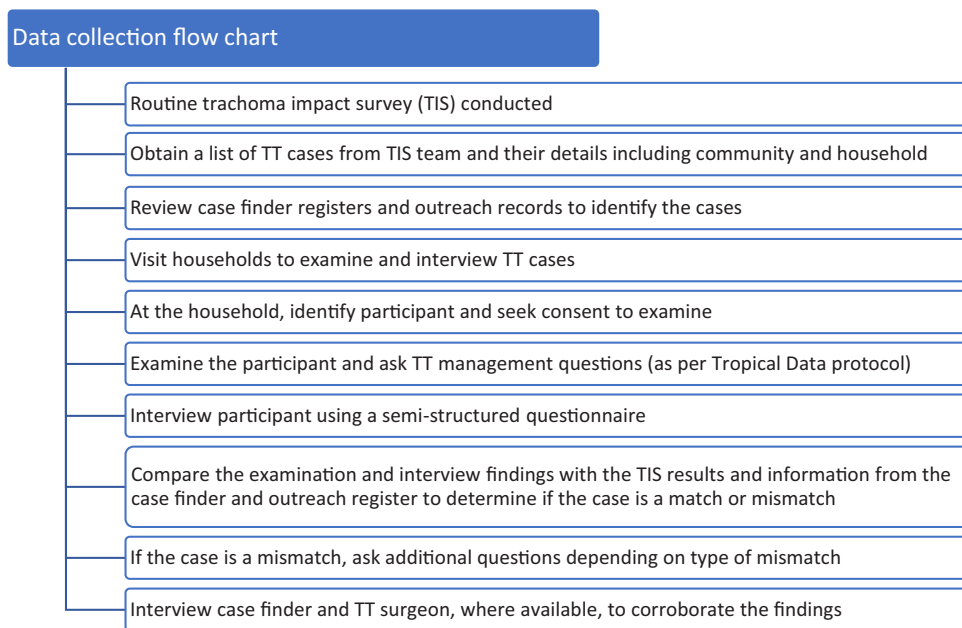 Data collection flow chart
Routine trachoma impact survey (TIS) conducted
Obtain a list of TT cases from TIS team and their details including community and household
Review case finder registers and outreach records to identify the cases
Visit households to examine and interview TT cases
At the household, identify participant and seek consent to examine
Examine the participant and ask TT management questions (as per Tropical Data protocol)
Interview participant using a semi-structured questionnaire
Compare the examination and interview findings with the TIS results and information from the
case finder and outreach register to determine if the case is a match or mismatch
If the case is a mismatch, ask additional questions depending on type of mismatch
Interview case finder and TT surgeon, where available, to corroborate the findings